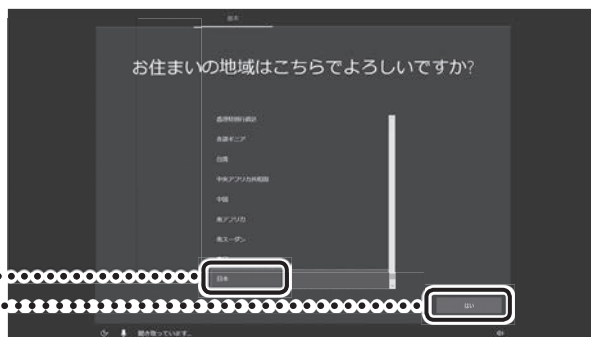 基本
お住まいの地域はこちらでよろしいですか?
赤道ギニア
台湾
中央アフリカ共和国
中国
南アフリカ
南スーダン
日本
はい
聞き取っています...